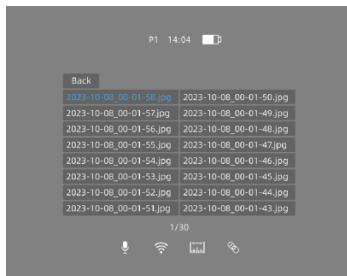 P1 14:04
Back
2023-10-08_00-01-58.jpg 2023-10-08_00-01-50.jpg
2023-10-08_00-01-57.jpg 2023-10-08_00-01-49.jpg
2023-10-08_00-01-56.jpg 2023-10-08_00-01-48.jpg
2023-10-08_00-01-55.jpg 2023-10-08_00-01-47.jpg
2023-10-08_00-01-54.jpg 2023-10-08_00-01-46.jpg
2023-10-08_00-01-53.jpg 2023-10-08_00-01-45.jpg
2023-10-08_00-01-52.jpg 2023-10-08_00-01-44.jpg
2023-10-08_00-01-51.jpg 2023-10-08_00-01-43.jpg
1/30